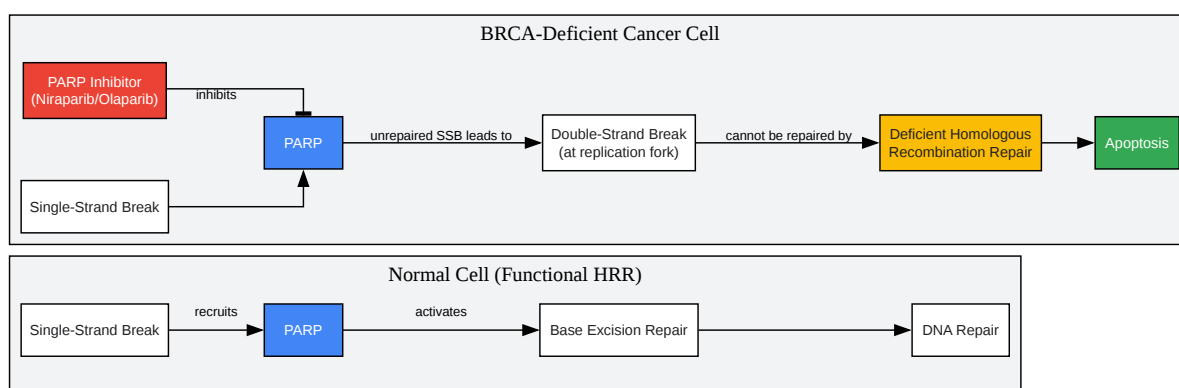 BRCA-Deficient Cancer Cell
PARP Inhibitor
(Niraparib/Olaparib)
inhibits
PARP
unrepaired SSB leads to
Double-Strand Break
(at replication fork)
cannot be repaired by
Deficient Homologous
Recombination Repair
Apoptosis
Single-Strand Break
Normal Cell (Functional HRR)
Single-Strand Break
recruits
PARP
activates
Base Excision Repair
DNA Repair